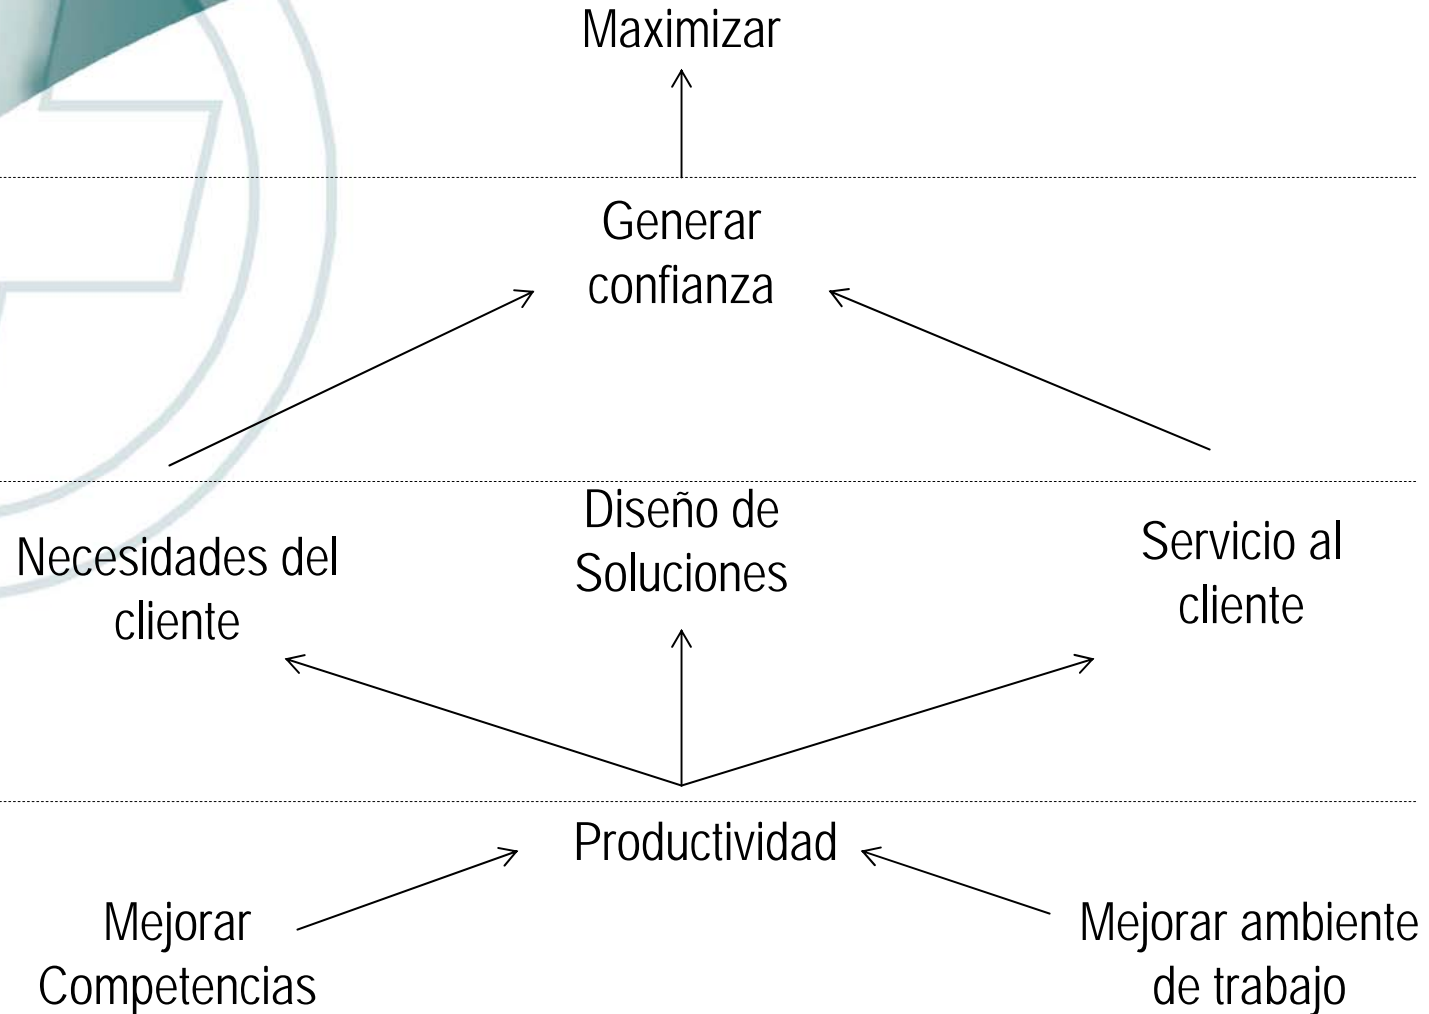 Maximizar
Generar
confianza
Necesidades del
cliente
Diseño de
Soluciones
Servicio al
cliente
Productividad
Mejorar
Competencias
Mejorar ambiente
de trabajo